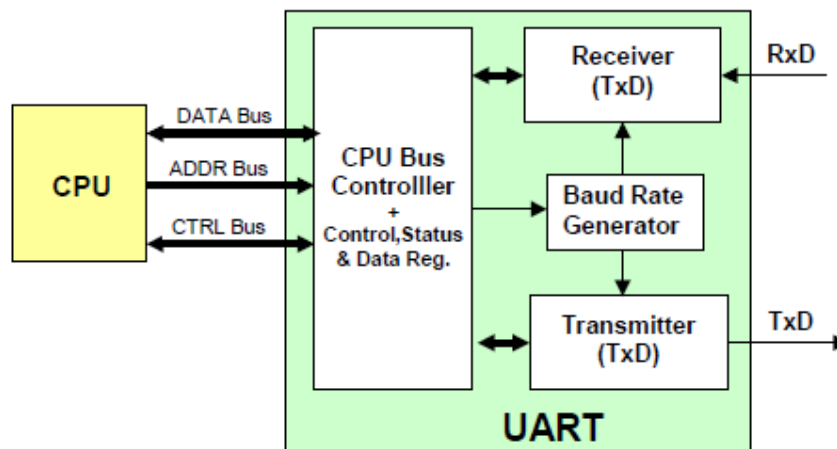 CPU
DATA Bus
ADDR Bus
CTRL Bus
CPU Bus
Controlller
+
Control,Status
& Data Reg.
Receiver
(TxD)
RxD
Baud Rate
Generator
Transmitter
(TxD)
TxD
UART